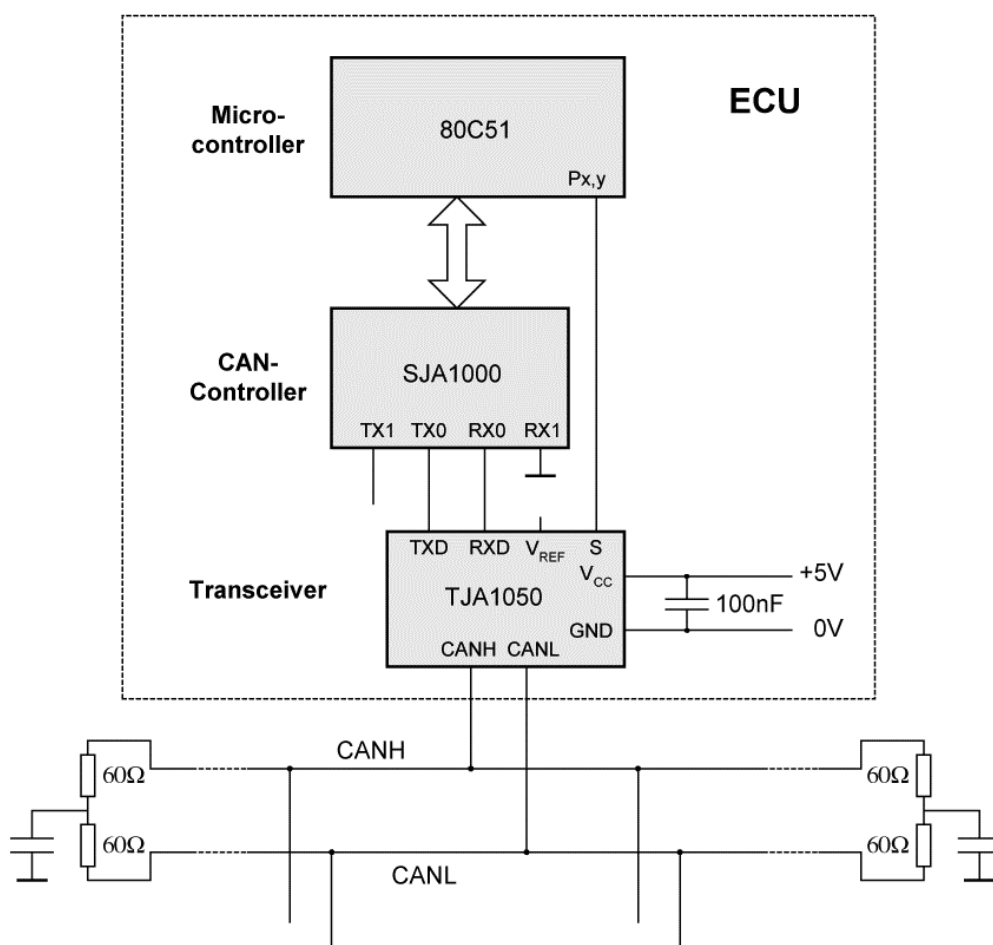 ECU
Micro-
controller
80C51
Px,y
CAN-
Controller
SJA1000
TX1 TX0 RX0 RX1
TXD RXD VREF S
Transceiver
TJA1050
VCC
+5V
100nF
GND
0V
CANH CANL
CANH
60Ω
60Ω
60Ω
60Ω
CANL